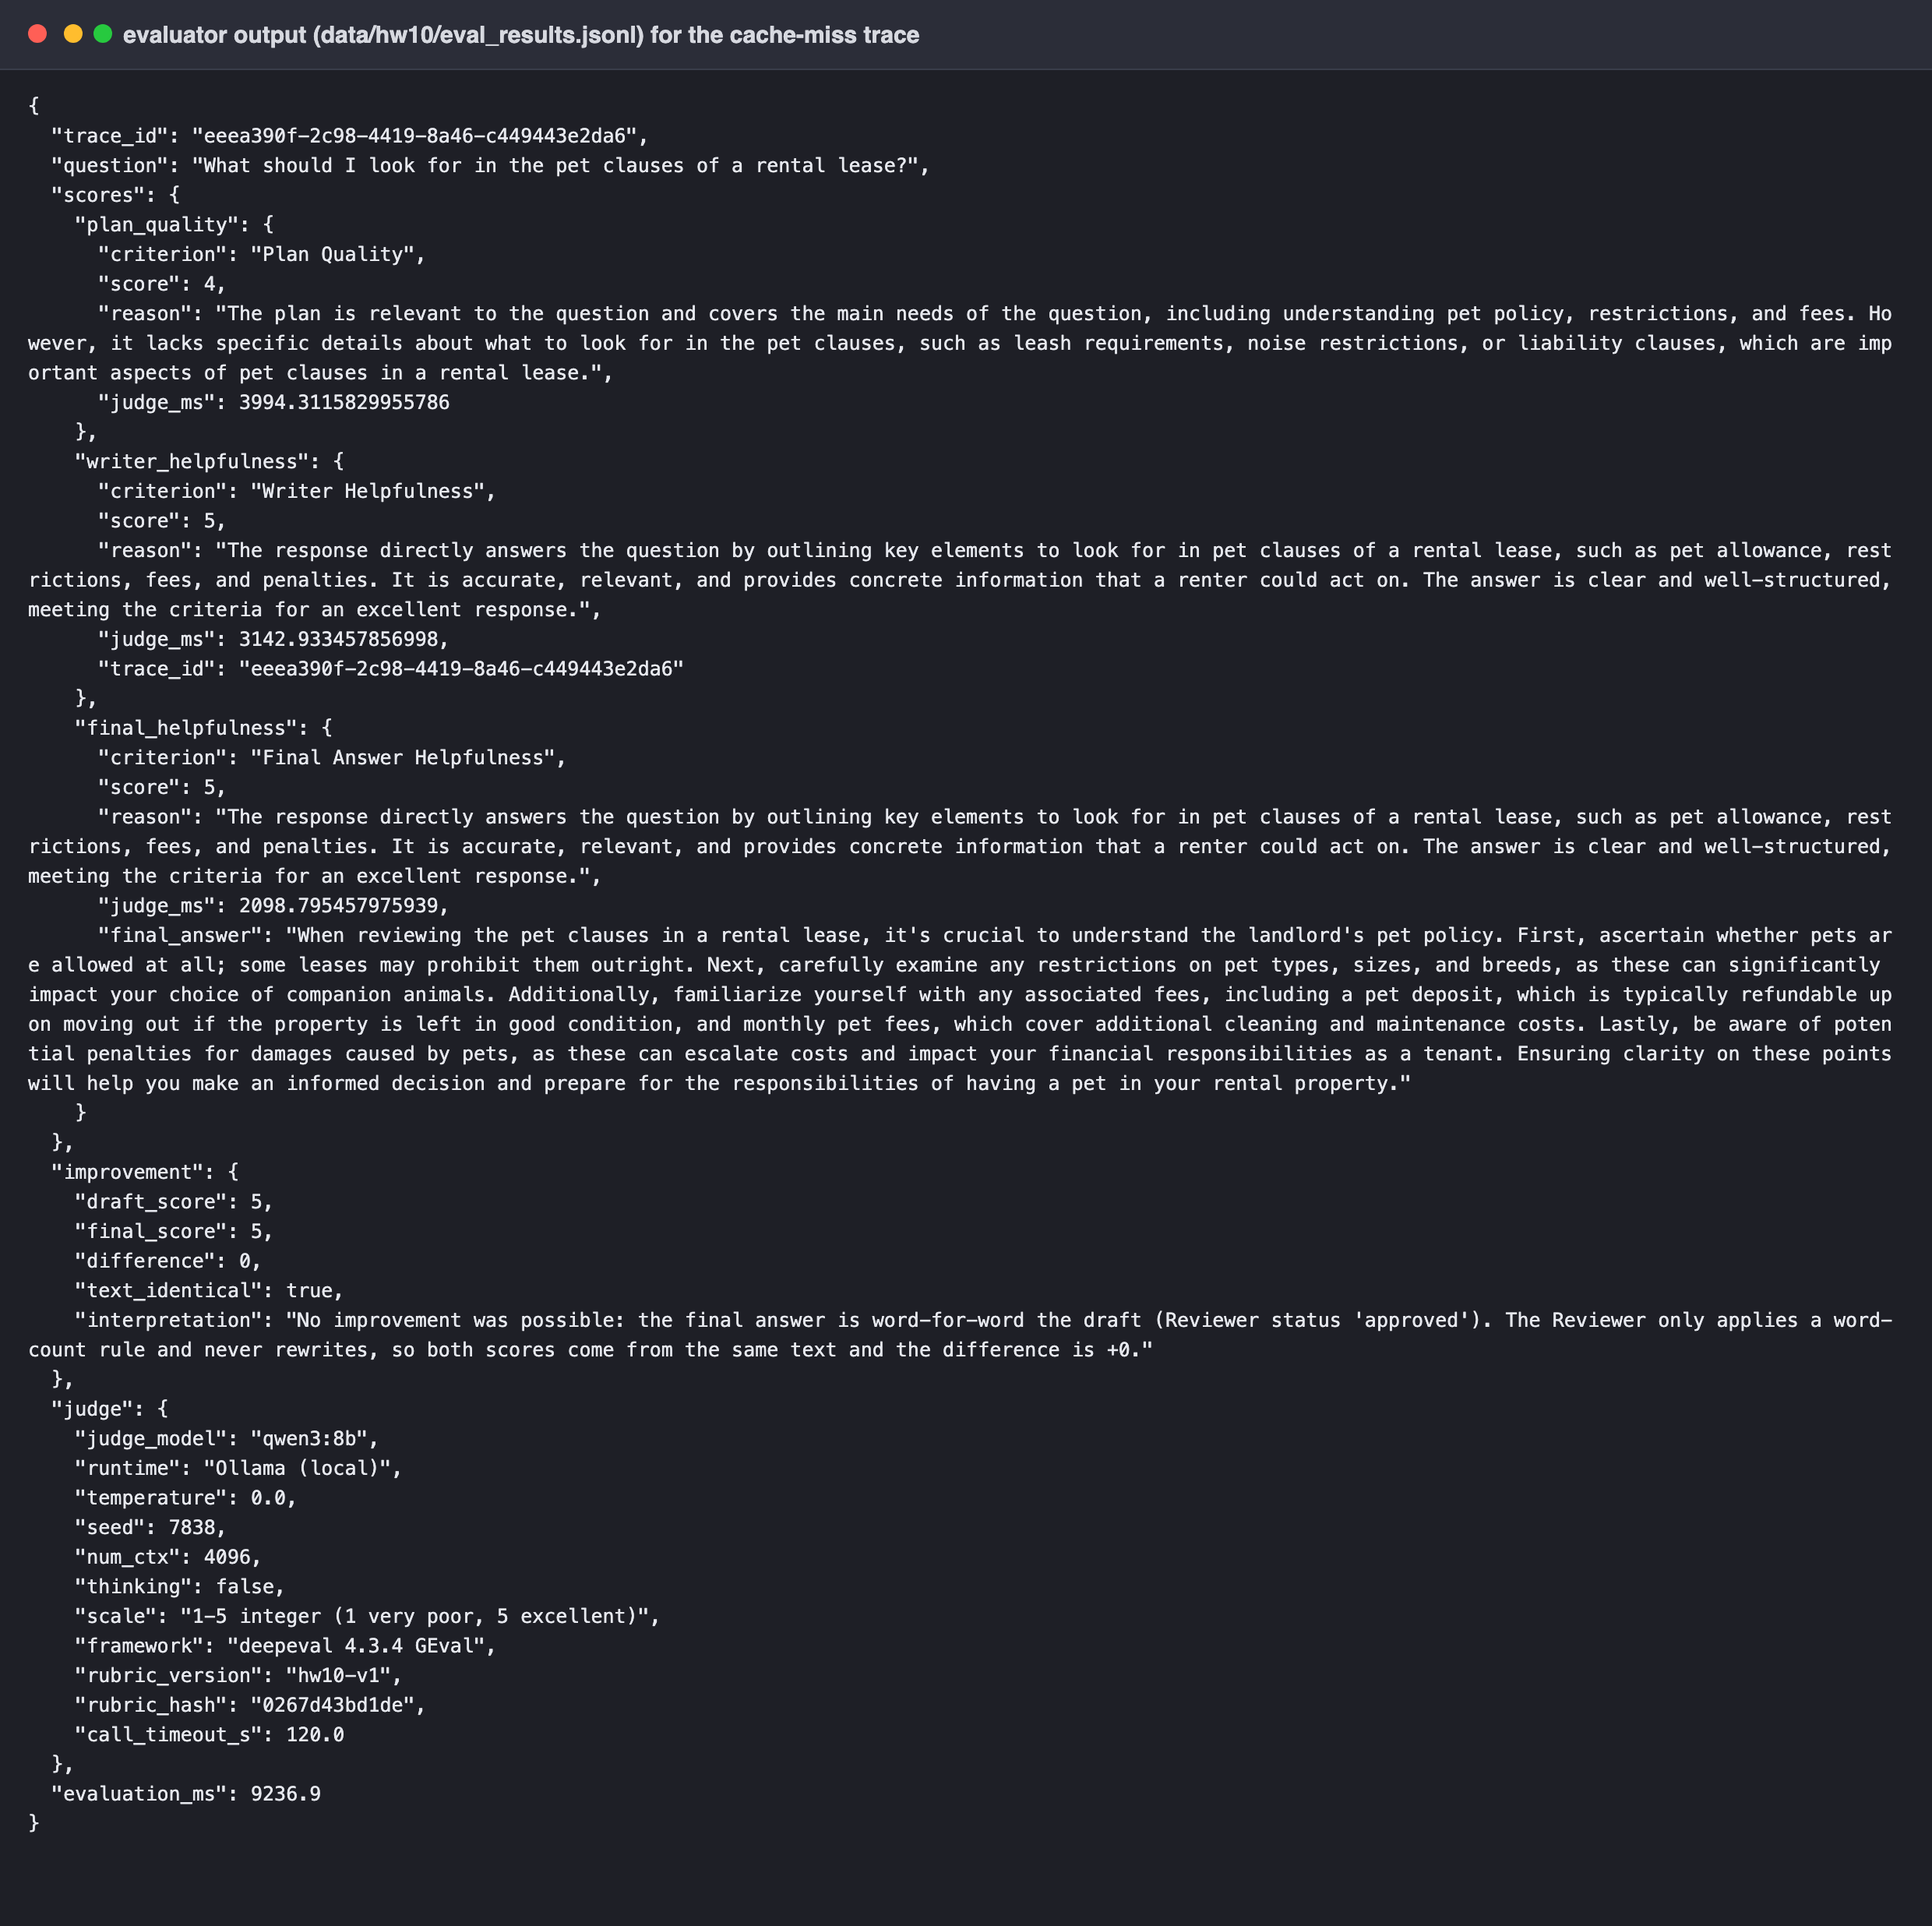 evaluator output (data/hw10/eval_results.jsonl) for the cache-miss trace
{
  "trace_id": "eeea390f-2c98-4419-8a46-c449443e2da6",
  "question": "What should I look for in the pet clauses of a rental lease?",
  "scores": {
    "plan_quality": {
      "criterion": "Plan Quality",
      "score": 4,
      "reason": "The plan is relevant to the question and covers the main needs of the question, including understanding pet policy, restrictions, and fees. Ho
wever, it lacks specific details about what to look for in the pet clauses, such as leash requirements, noise restrictions, or liability clauses, which are imp
ortant aspects of pet clauses in a rental lease.",
      "judge_ms": 3994.3115829955786
    },
    "writer_helpfulness": {
      "criterion": "Writer Helpfulness",
      "score": 5,
      "reason": "The response directly answers the question by outlining key elements to look for in pet clauses of a rental lease, such as pet allowance, rest
rictions, fees, and penalties. It is accurate, relevant, and provides concrete information that a renter could act on. The answer is clear and well-structured,
meeting the criteria for an excellent response.",
      "judge_ms": 3142.933457856998,
      "trace_id": "eeea390f-2c98-4419-8a46-c449443e2da6"
    },
    "final_helpfulness": {
      "criterion": "Final Answer Helpfulness",
      "score": 5,
      "reason": "The response directly answers the question by outlining key elements to look for in pet clauses of a rental lease, such as pet allowance, rest
rictions, fees, and penalties. It is accurate, relevant, and provides concrete information that a renter could act on. The answer is clear and well-structured,
meeting the criteria for an excellent response.",
      "judge_ms": 2098.795457975939,
      "final_answer": "When reviewing the pet clauses in a rental lease, it's crucial to understand the landlord's pet policy. First, ascertain whether pets ar
e allowed at all; some leases may prohibit them outright. Next, carefully examine any restrictions on pet types, sizes, and breeds, as these can significantly
impact your choice of companion animals. Additionally, familiarize yourself with any associated fees, including a pet deposit, which is typically refundable up
on moving out if the property is left in good condition, and monthly pet fees, which cover additional cleaning and maintenance costs. Lastly, be aware of poten
tial penalties for damages caused by pets, as these can escalate costs and impact your financial responsibilities as a tenant. Ensuring clarity on these points
will help you make an informed decision and prepare for the responsibilities of having a pet in your rental property."
    }
  },
  "improvement": {
    "draft_score": 5,
    "final_score": 5,
    "difference": 0,
    "text_identical": true,
    "interpretation": "No improvement was possible: the final answer is word-for-word the draft (Reviewer status 'approved'). The Reviewer only applies a word-
count rule and never rewrites, so both scores come from the same text and the difference is +0."
  },
  "judge": {
    "judge_model": "qwen3:8b",
    "runtime": "Ollama (local)",
    "temperature": 0.0,
    "seed": 7838,
    "num_ctx": 4096,
    "thinking": false,
    "scale": "1-5 integer (1 very poor, 5 excellent)",
    "framework": "deepeval 4.3.4 GEval",
    "rubric_version": "hw10-v1",
    "rubric_hash": "0267d43bd1de",
    "call_timeout_s": 120.0
  },
  "evaluation_ms": 9236.9
}